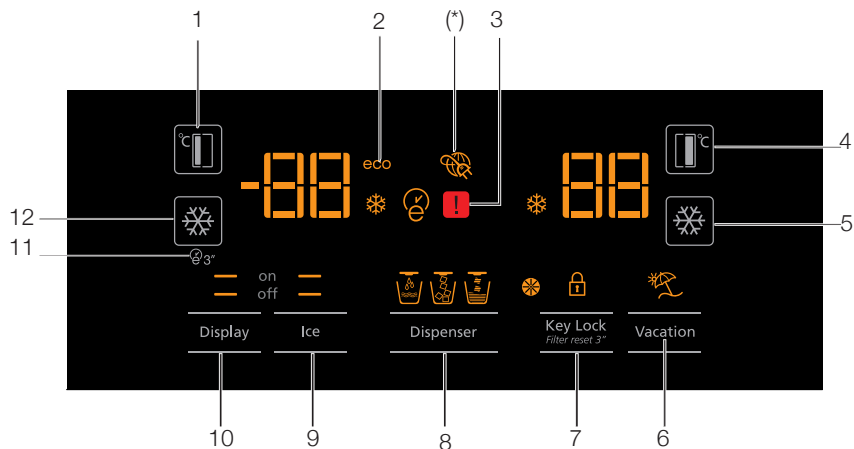 1 2 (*) 3
°C -88 eco 88 °C
4
12 e ! 5
11 e 3"
on
off
Display Ice Dispenser Key Lock Vacation
Filter reset 3"
10 9 8 7 6